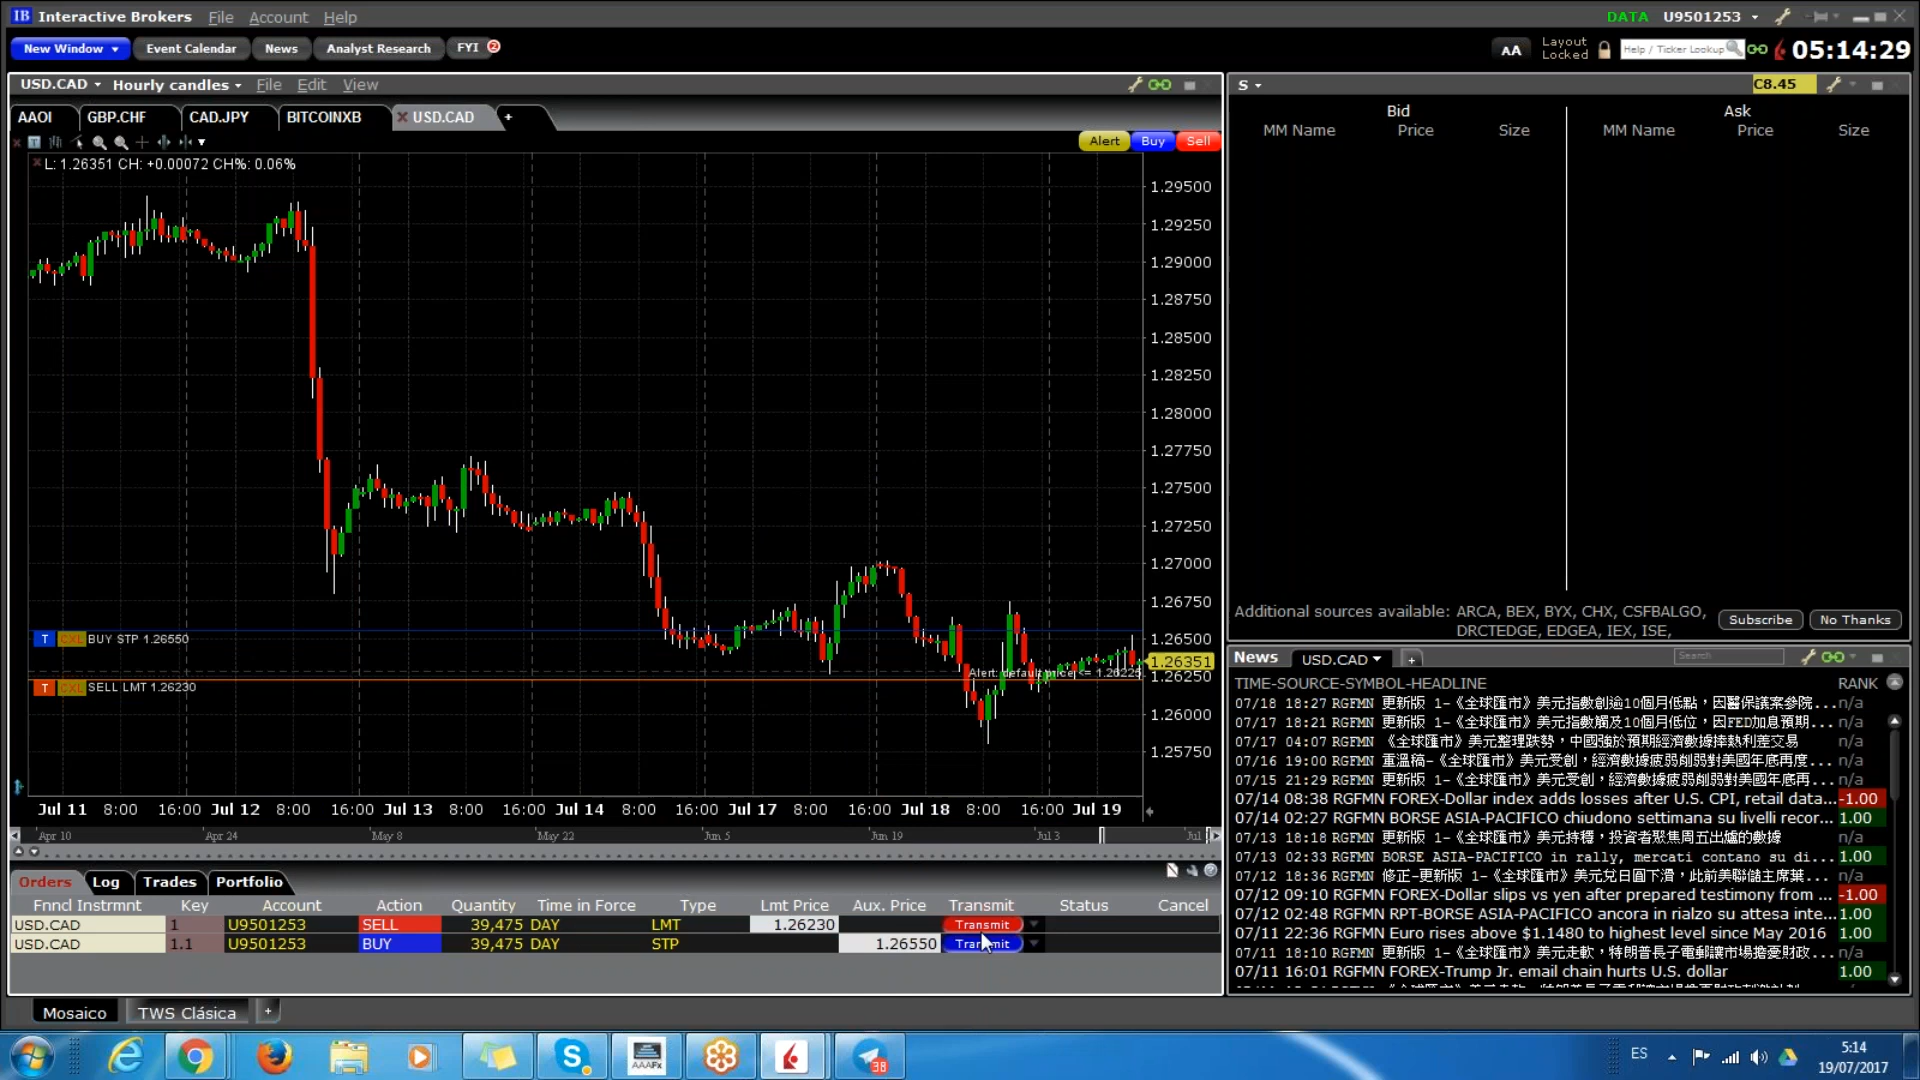 IB Interactive Brokers File Account Help DATA U9501253
New Window Event Calendar News Analyst Research FYI 2 AA Layout Locked Help / Ticker Lookup 05:14:29
USD.CAD Hourly candles File Edit View
AAOI GBP.CHF CAD.JPY BITCOINXB USD.CAD +
Alert Buy Sell
L: 1.26351 CH: +0.00072 CH%: 0.06%
1.29500
1.29250
1.29000
1.28750
1.28500
1.28250
1.28000
1.27750
1.27500
1.27250
1.27000
1.26750
1.26500
1.26351
1.26250
1.26000
1.25750
T CXL BUY STP 1.26550
Alert: default price <= 1.26225
T CXL SELL LMT 1.26230
Jul 11 8:00 16:00 Jul 12 8:00 16:00 Jul 13 8:00 16:00 Jul 14 8:00 16:00 Jul 17 8:00 16:00 Jul 18 8:00 16:00 Jul 19
Apr 10 Apr 24 May 8 May 22 Jun 5 Jun 19 Jul 3 Jul
Orders Log Trades Portfolio
Fncl Instrmnt Key Account Action Quantity Time in Force Type Lmt Price Aux. Price Transmit Status Cancel
USD.CAD 1 U9501253 SELL 39,475 DAY LMT 1.26230 Transmit
USD.CAD 1.1 U9501253 BUY 39,475 DAY STP 1.26550 Transmit
Mosaico TWS Clásica +
S C8.45
Bid Ask
MM Name Price Size MM Name Price Size
Additional sources available: ARCA, BEX, BYX, CHX, CSFBALGO,
DRCTEDGE, EDGEA, IEX, ISE,
Subscribe No Thanks
News USD.CAD + Search
TIME-SOURCE-SYMBOL-HEADLINE RANK
07/18 18:27 RGFMN 更新版 1-《全球匯市》美元指數創逾10個月低點，因醫保議案參院... n/a
07/17 18:21 RGFMN 更新版 1-《全球匯市》美元指數觸及10個月低位，因FED加息預期... n/a
07/17 04:07 RGFMN 《全球匯市》美元整理跌勢，中國強於預期經濟數據捧熱利差交易 n/a
07/16 19:00 RGFMN 重溫稿-《全球匯市》美元受創，經濟數據疲弱削弱對美國年底再度... n/a
07/15 21:29 RGFMN 更新版 1-《全球匯市》美元受創，經濟數據疲弱削弱對美國年底再... n/a
07/14 08:38 RGFMN FOREX-Dollar index adds losses after U.S. CPI, retail data... -1.00
07/14 02:27 RGFMN BORSE ASIA-PACIFICO chiudono settimana su livelli recor... 1.00
07/13 18:18 RGFMN 更新版 1-《全球匯市》美元持穩，投資者聚焦周五出爐的數據 n/a
07/13 02:33 RGFMN BORSE ASIA-PACIFICO in rally, mercati contano su di... 1.00
07/12 18:36 RGFMN 修正-更新版 1-《全球匯市》美元兌日圓下滑，此前美聯儲主席葉... n/a
07/12 09:10 RGFMN FOREX-Dollar slips vs yen after prepared testimony from ... -1.00
07/12 02:48 RGFMN RPT-BORSE ASIA-PACIFICO ancora in rialzo su attesa inte... 1.00
07/11 22:36 RGFMN Euro rises above $1.1480 to highest level since May 2016 1.00
07/11 18:10 RGFMN 更新版 1-《全球匯市》美元走軟，特朗普長子電郵讓市場擔憂財政... n/a
07/11 16:01 RGFMN FOREX-Trump Jr. email chain hurts U.S. dollar 1.00
AAAFx 38
ES 5:14
19/07/2017